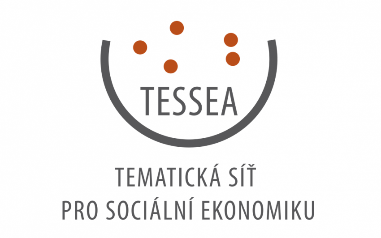 TESSEA
TEMATICKÁ SÍŤ
PRO SOCIÁLNÍ EKONOMIKU